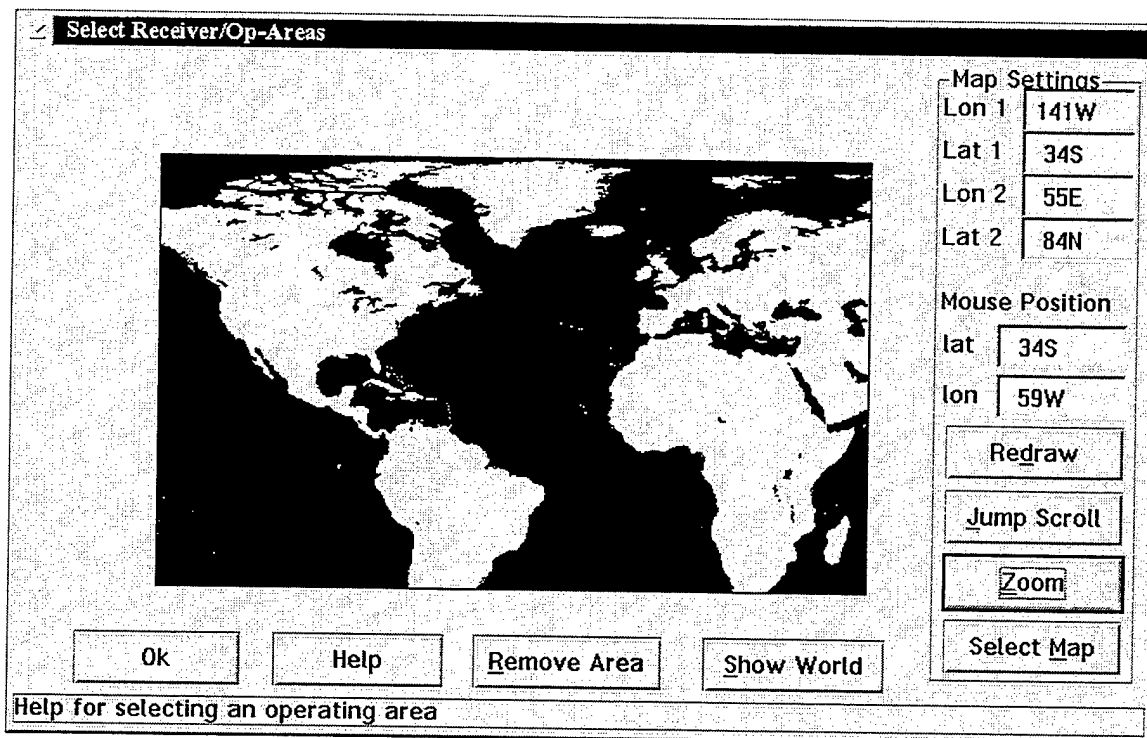 Select Receiver/Op-Areas
Map Settings
Lon 1 141W
Lat 1 34S
Lon 2 55E
Lat 2 84N
Mouse Position
lat 34S
lon 59W
Redraw
Jump Scroll
Zoom
Select Map
Ok
Help
Remove Area
Show World
Help for selecting an operating area